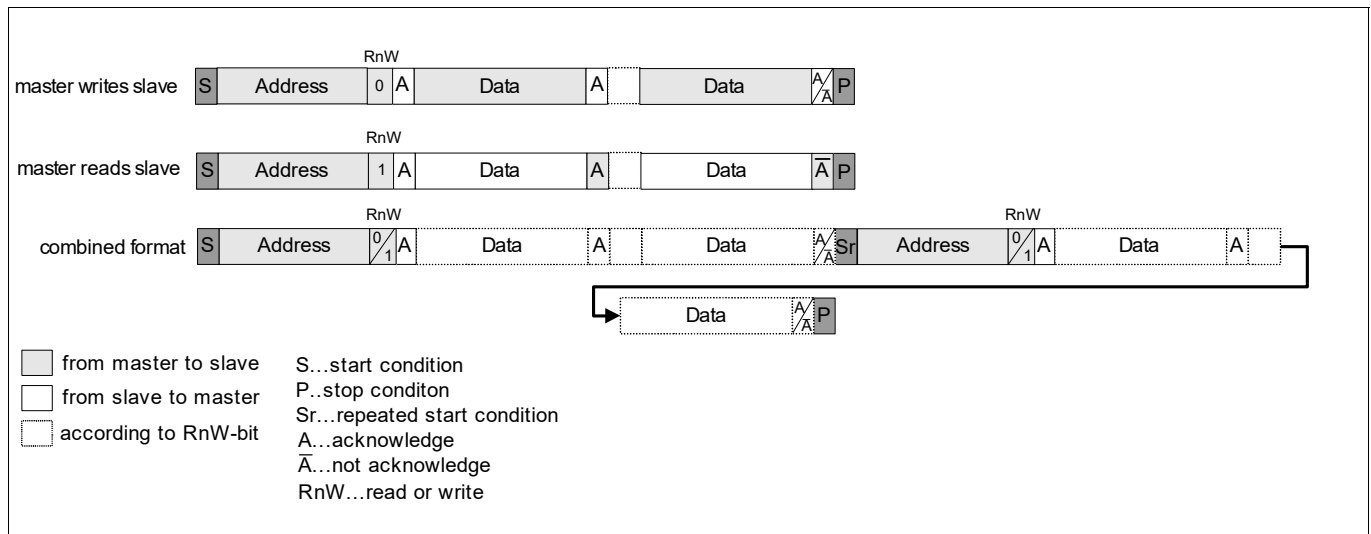 RnW
master writes slave S Address 0 A Data A Data A/A̅ P
RnW
master reads slave S Address 1 A Data A Data A̅ P
RnW RnW
combined format S Address 0/1 A Data A Data A/A̅ Sr Address 0/1 A Data A
Data A/A̅ P
from master to slave
from slave to master
according to RnW-bit
S...start condition
P..stop conditon
Sr...repeated start condition
A...acknowledge
A̅...not acknowledge
RnW...read or write